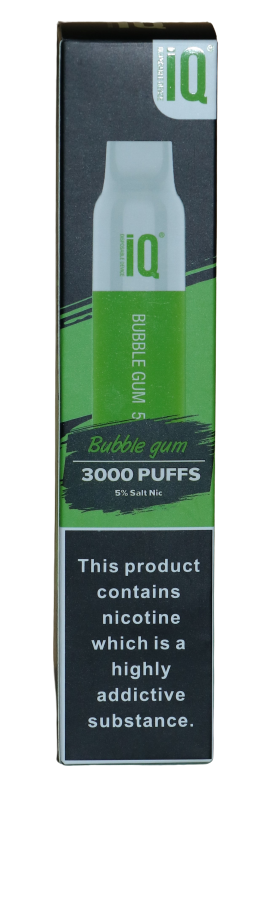 iQ
iQ
BUBBLE GUM 5
Bubble gum
3000 PUFFS
5% Salt Nic
This product
contains
nicotine
which is a
highly
addictive
substance.